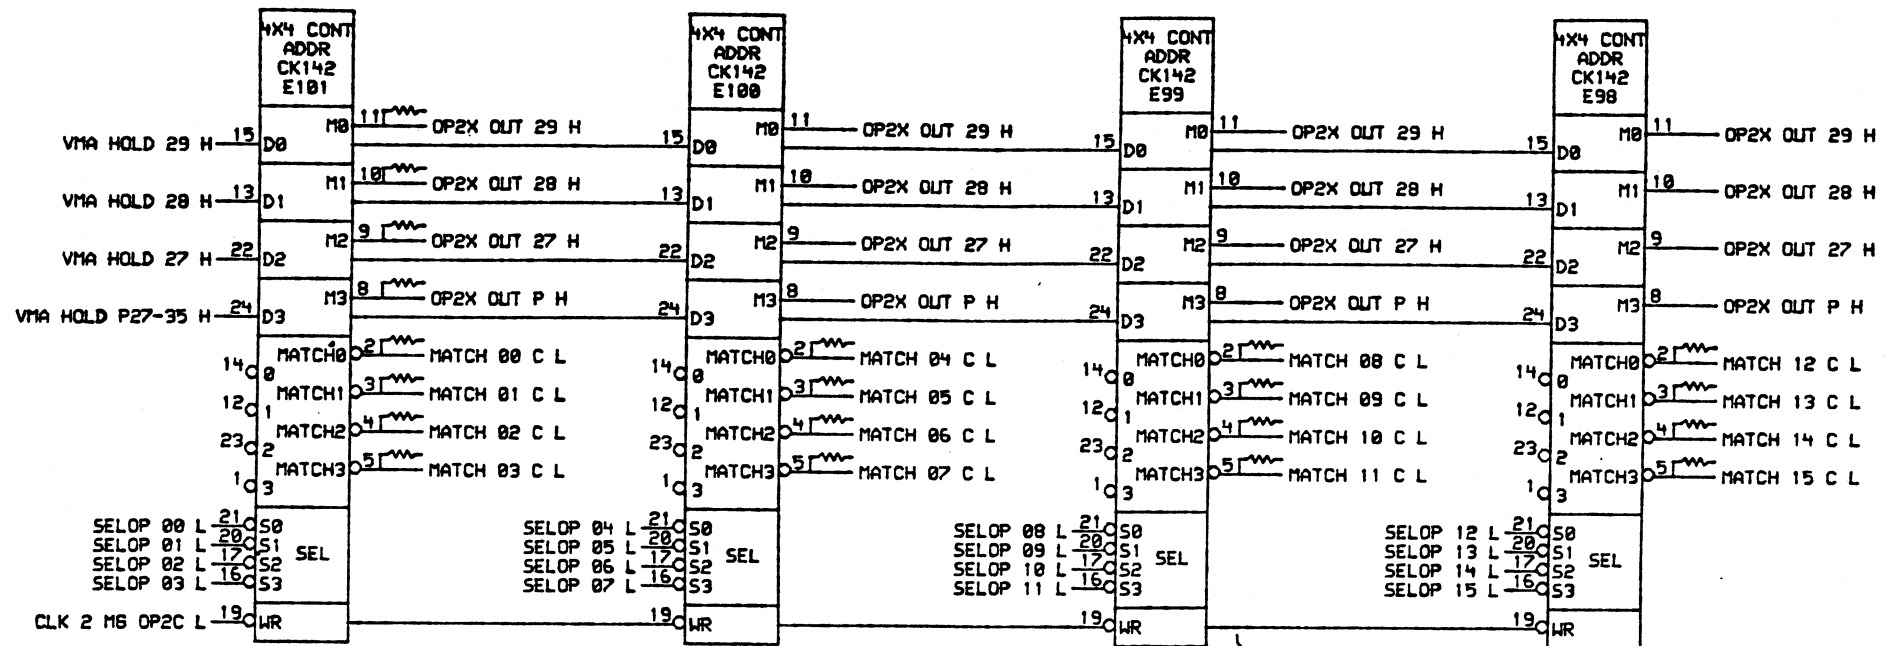 4X4 CONT
ADDR
CK142
E101
4X4 CONT
ADDR
CK142
E100
4X4 CONT
ADDR
CK142
E99
4X4 CONT
ADDR
CK142
E98
VMA HOLD 29 H 15 D0 M0 11 OP2X OUT 29 H 15 D0 M0 11 OP2X OUT 29 H 15 D0 M0 11 OP2X OUT 29 H 15 D0 M0 11 OP2X OUT 29 H
VMA HOLD 28 H 13 D1 M1 10 OP2X OUT 28 H 13 D1 M1 10 OP2X OUT 28 H 13 D1 M1 10 OP2X OUT 28 H 13 D1 M1 10 OP2X OUT 28 H
VMA HOLD 27 H 22 D2 M2 9 OP2X OUT 27 H 22 D2 M2 9 OP2X OUT 27 H 22 D2 M2 9 OP2X OUT 27 H 22 D2 M2 9 OP2X OUT 27 H
VMA HOLD P27-35 H 24 D3 M3 8 OP2X OUT P H 24 D3 M3 8 OP2X OUT P H 24 D3 M3 8 OP2X OUT P H 24 D3 M3 8 OP2X OUT P H
14 0 MATCH0 2 MATCH 00 C L 14 0 MATCH0 2 MATCH 04 C L 14 0 MATCH0 2 MATCH 08 C L 14 0 MATCH0 2 MATCH 12 C L
12 1 MATCH1 3 MATCH 01 C L 12 1 MATCH1 3 MATCH 05 C L 12 1 MATCH1 3 MATCH 09 C L 12 1 MATCH1 3 MATCH 13 C L
23 2 MATCH2 4 MATCH 02 C L 23 2 MATCH2 4 MATCH 06 C L 23 2 MATCH2 4 MATCH 10 C L 23 2 MATCH2 4 MATCH 14 C L
1 3 MATCH3 5 MATCH 03 C L 1 3 MATCH3 5 MATCH 07 C L 1 3 MATCH3 5 MATCH 11 C L 1 3 MATCH3 5 MATCH 15 C L
SELOP 00 L 21 S0 SELOP 04 L 21 S0 SELOP 08 L 21 S0 SELOP 12 L 21 S0
SELOP 01 L 20 S1 SEL SELOP 05 L 20 S1 SEL SELOP 09 L 20 S1 SEL SELOP 13 L 20 S1 SEL
SELOP 02 L 17 S2 SELOP 06 L 17 S2 SELOP 10 L 17 S2 SELOP 14 L 17 S2
SELOP 03 L 16 S3 SELOP 07 L 16 S3 SELOP 11 L 16 S3 SELOP 15 L 16 S3
CLK 2 M6 OP2C L 19 WR 19 WR 19 WR 19 WR